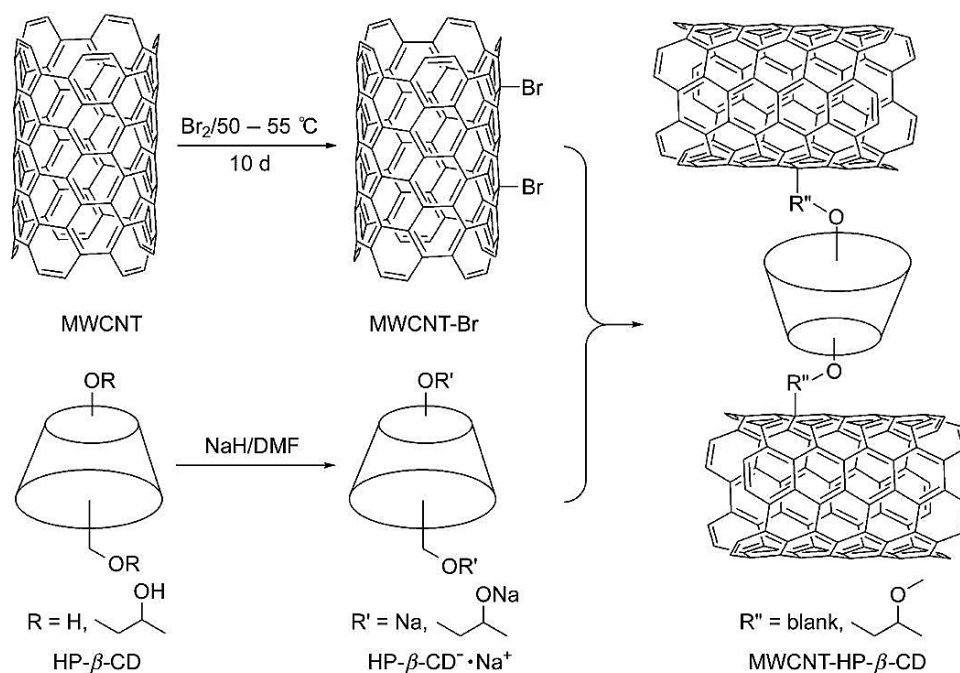 Br₂/50 – 55 ℃
10 d
Br
Br
MWCNT
MWCNT-Br
OR
OR
R = H,
OH
HP-β-CD
NaH/DMF
OR'
OR'
R' = Na,
ONa
HP-β-CD⁻•Na⁺
R"
O
R"
O
R" = blank,
O
MWCNT-HP-β-CD